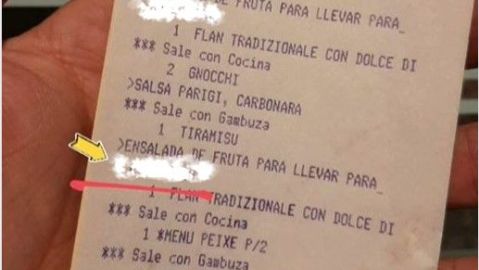 DE FRUTA PARA LLEVAR PARA_
1 FLAN TRADIZIONALE CON DOLCE DI
*** Sale con Cocina
2 GNOCCHI
>SALSA PARIGI, CARBONARA
*** Sale con Gambuza
1 TIRAMISU
>ENSALADA DE FRUTA PARA LLEVAR PARA_
1 FLAN TRADIZIONALE CON DOLCE DI
*** Sale con Cocina
1 *MENU PEIXE P/2
*** Sale con Gambuza